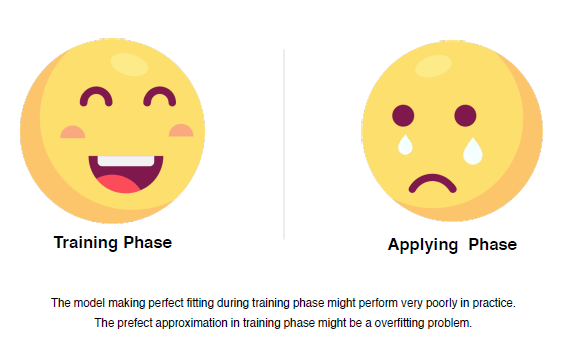 Training Phase
Applying Phase
The model making perfect fitting during training phase might perform very poorly in practice.
The prefect approximation in training phase might be a overfitting problem.